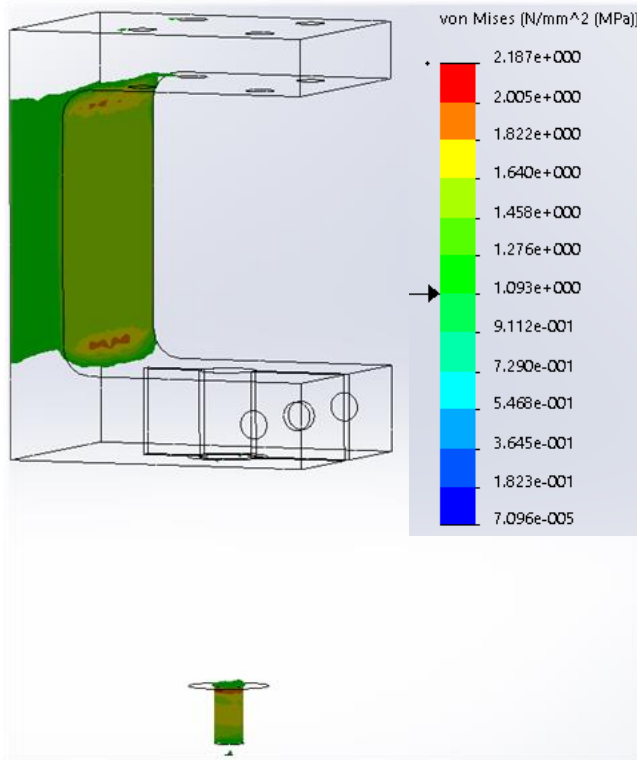 von Mises (N/mm^2 (MPa))
2.187e+000
2.005e+000
1.822e+000
1.640e+000
1.458e+000
1.276e+000
1.093e+000
9.112e-001
7.290e-001
5.468e-001
3.645e-001
1.823e-001
7.096e-005